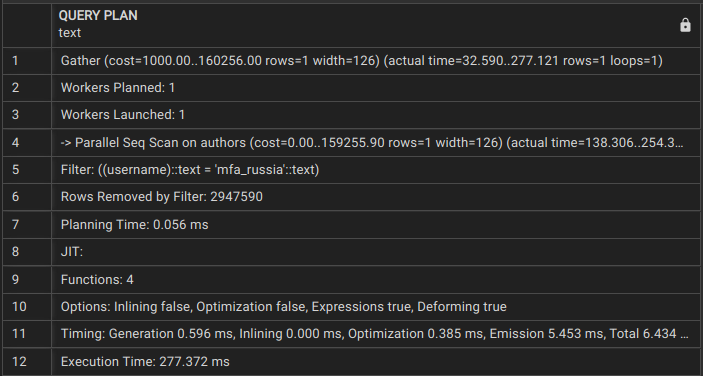 QUERY PLAN
text
1 Gather (cost=1000.00..160256.00 rows=1 width=126) (actual time=32.590..277.121 rows=1 loops=1)
2 Workers Planned: 1
3 Workers Launched: 1
4 -> Parallel Seq Scan on authors (cost=0.00..159255.90 rows=1 width=126) (actual time=138.306..254.3...
5 Filter: ((username)::text = 'mfa_russia'::text)
6 Rows Removed by Filter: 2947590
7 Planning Time: 0.056 ms
8 JIT:
9 Functions: 4
10 Options: Inlining false, Optimization false, Expressions true, Deforming true
11 Timing: Generation 0.596 ms, Inlining 0.000 ms, Optimization 0.385 ms, Emission 5.453 ms, Total 6.434 ...
12 Execution Time: 277.372 ms